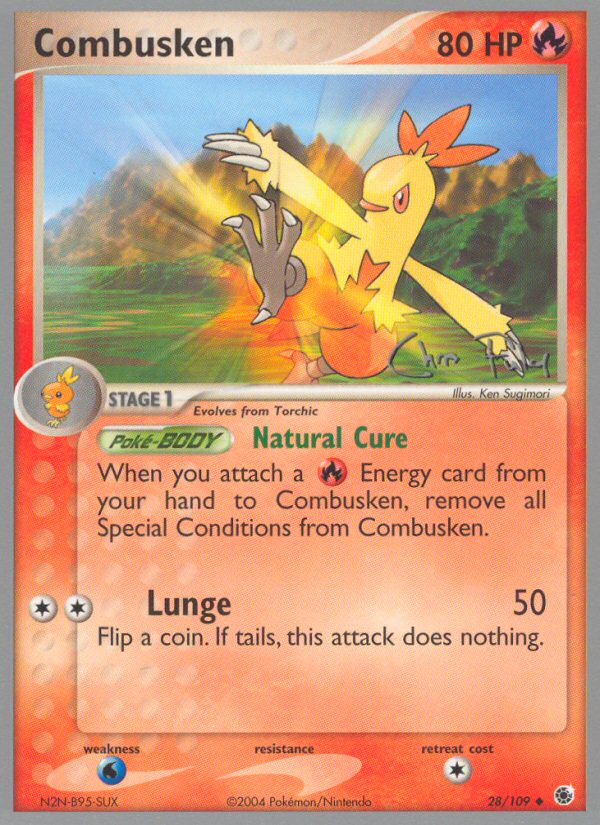 Combusken
80 HP
Chris Fulop
Illus. Ken Sugimori
STAGE 1
Evolves from Torchic
Poké-BODY Natural Cure
When you attach a Energy card from
your hand to Combusken, remove all
Special Conditions from Combusken.
Lunge 50
Flip a coin. If tails, this attack does nothing.
weakness resistance retreat cost
N2N-B95-SUX ©2004 Pokémon/Nintendo 28/109